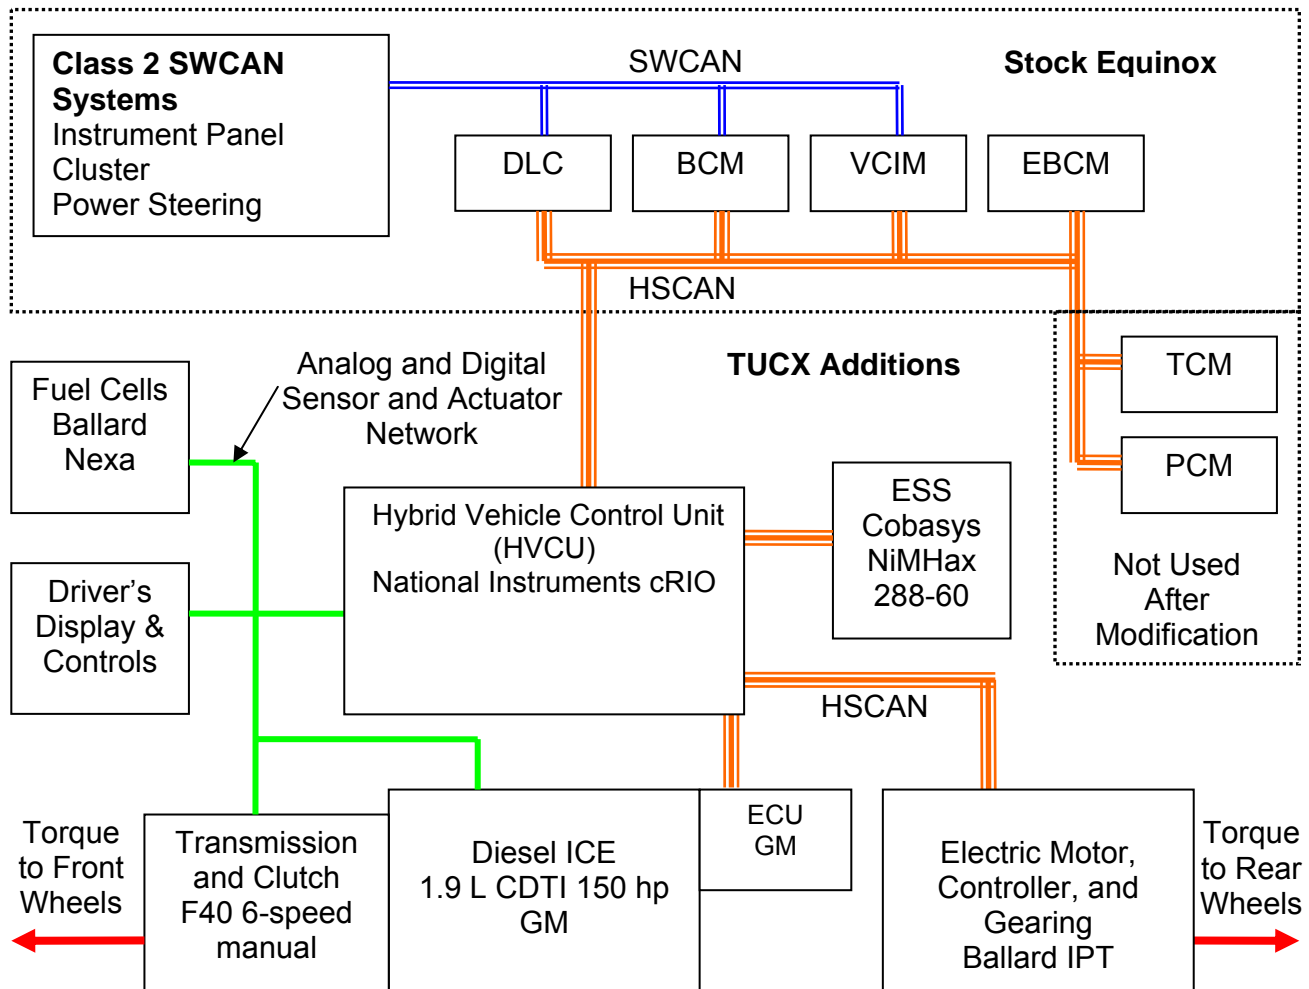 Class 2 SWCAN
Systems
Instrument Panel
Cluster
Power Steering
SWCAN
Stock Equinox
DLC
BCM
VCIM
EBCM
HSCAN
Analog and Digital
Sensor and Actuator
Network
TUCX Additions
TCM
PCM
Not Used
After
Modification
Fuel Cells
Ballard
Nexa
Hybrid Vehicle Control Unit
(HVCU)
National Instruments cRIO
ESS
Cobasys
NiMHax
288-60
Driver’s
Display &
Controls
HSCAN
Torque
to Front
Wheels
Transmission
and Clutch
F40 6-speed
manual
Diesel ICE
1.9 L CDTI 150 hp
GM
ECU
GM
Electric Motor,
Controller, and
Gearing
Ballard IPT
Torque
to Rear
Wheels